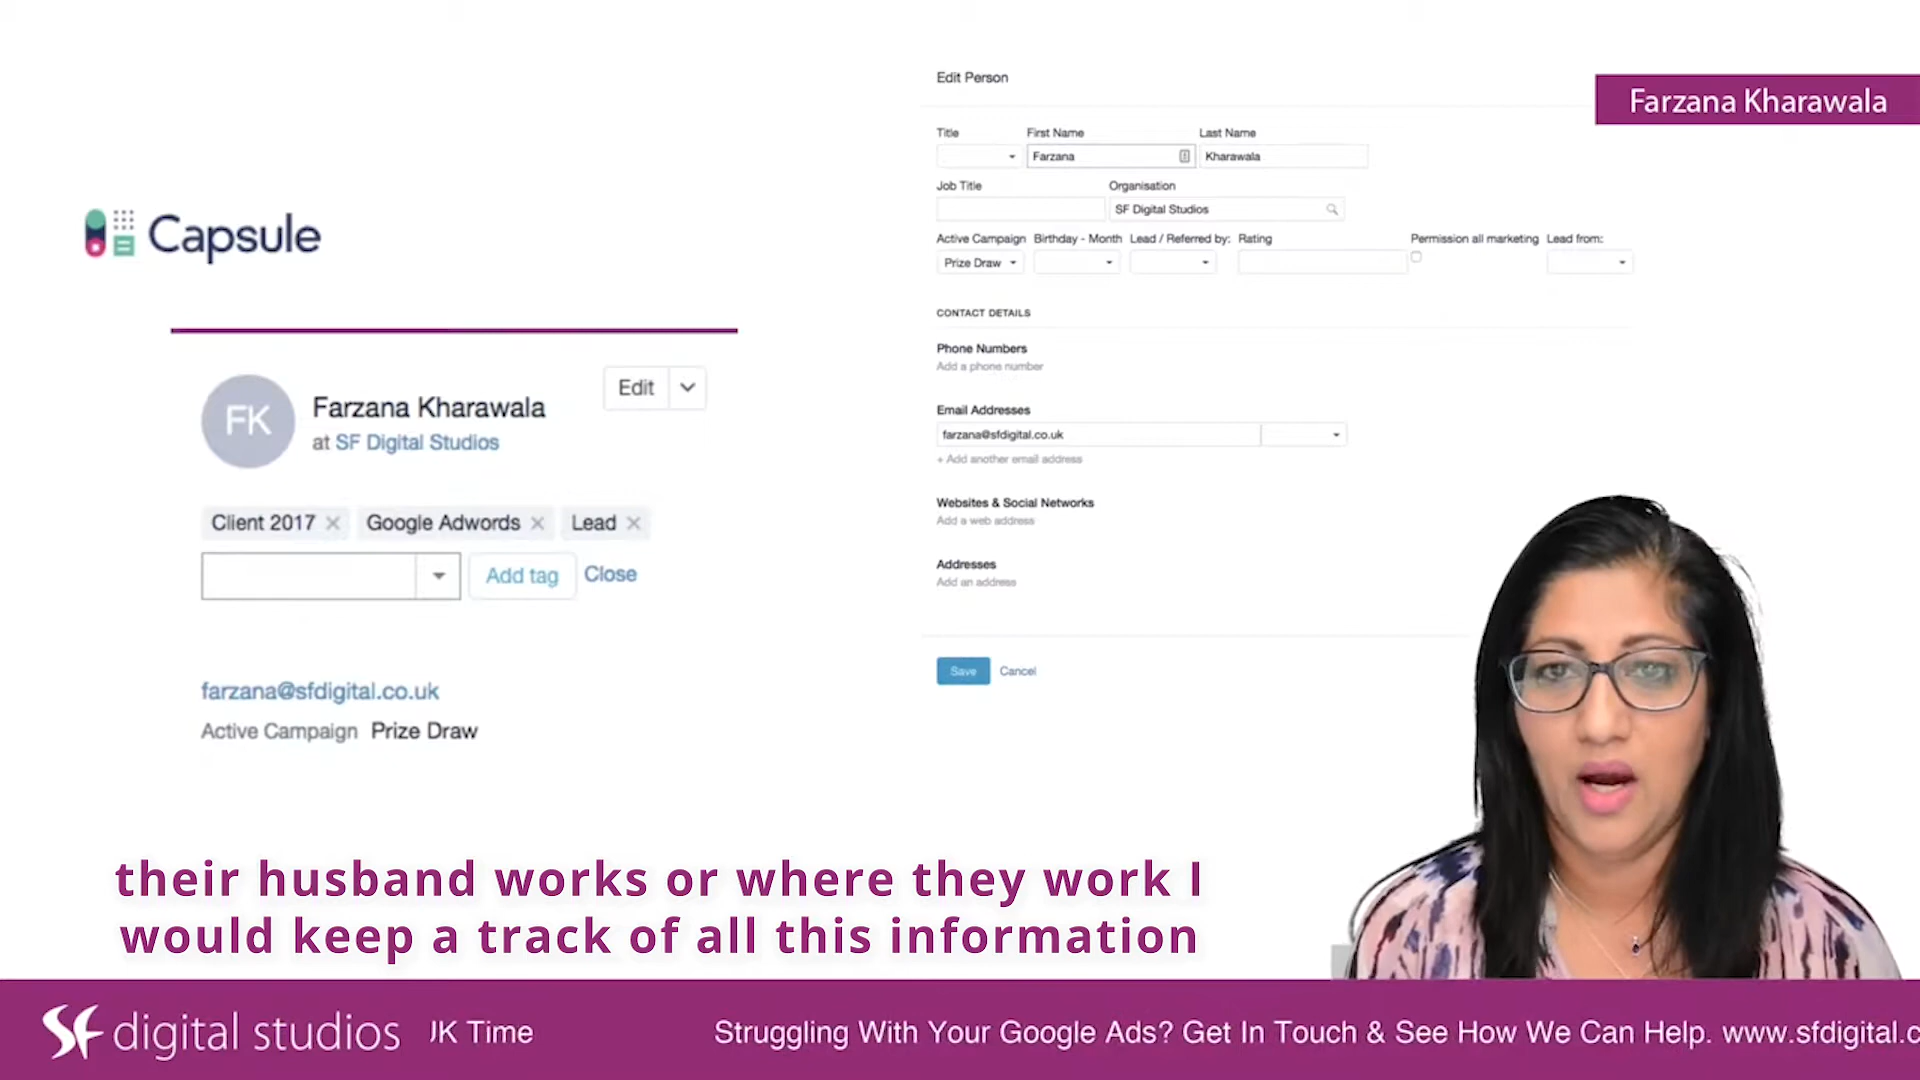 Farzana Kharawala
Capsule
FK
Farzana Kharawala
at SF Digital Studios
Edit
Client 2017
Google Adwords
Lead
Add tag
Close
farzana@sfdigital.co.uk
Active Campaign Prize Draw
Edit Person
Title First Name Last Name
Farzana Kharawala
Job Title Organisation
SF Digital Studios
Active Campaign Birthday - Month Lead / Referred by: Rating Permission all marketing Lead from:
Prize Draw
CONTACT DETAILS
Phone Numbers
Add a phone number
Email Addresses
farzana@sfdigital.co.uk
+ Add another email address
Websites & Social Networks
Add a web address
Addresses
Add an address
Save Cancel
their husband works or where they work I
would keep a track of all this information
SF digital studios
UK Time
Struggling With Your Google Ads? Get In Touch & See How We Can Help. www.sfdigital.c